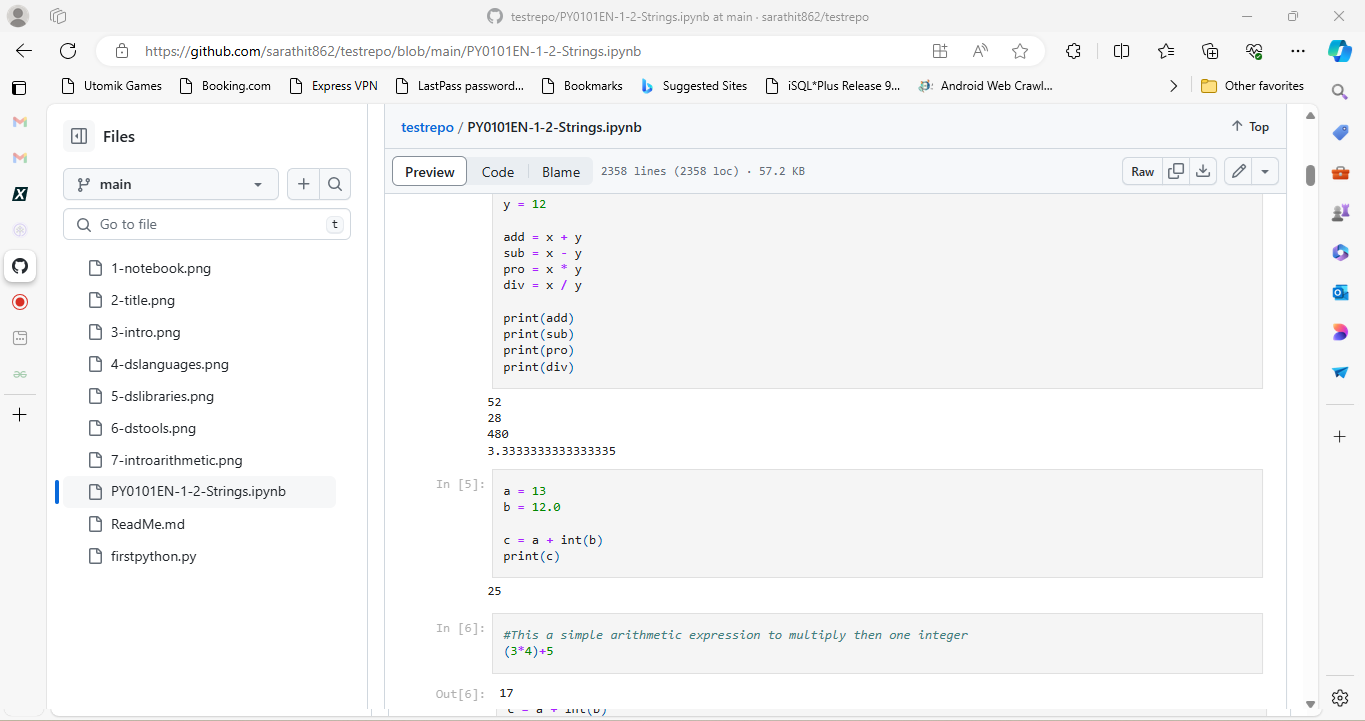 testrepo/PY0101EN-1-2-Strings.ipynb at main · sarathit862/testrepo
https://github.com/sarathit862/testrepo/blob/main/PY0101EN-1-2-Strings.ipynb
Utomik Games
Booking.com
Express VPN
LastPass password...
Bookmarks
Suggested Sites
iSQL*Plus Release 9...
Android Web Crawl...
Other favorites
Files
main
Go to file
t
1-notebook.png
2-title.png
3-intro.png
4-dslanguages.png
5-dslibraries.png
6-dstools.png
7-introarithmetic.png
PY0101EN-1-2-Strings.ipynb
ReadMe.md
firstpython.py
testrepo / PY0101EN-1-2-Strings.ipynb
Top
Preview
Code
Blame
2358 lines (2358 loc) · 57.2 KB
Raw
y = 12
add = x + y
sub = x - y
pro = x * y
div = x / y
print(add)
print(sub)
print(pro)
print(div)
52
28
480
3.3333333333333335
In [5]:
a = 13
b = 12.0
c = a + int(b)
print(c)
25
In [6]:
#This a simple arithmetic expression to multiply then one integer
(3*4)+5
Out[6]:
17
c = a + int(b)